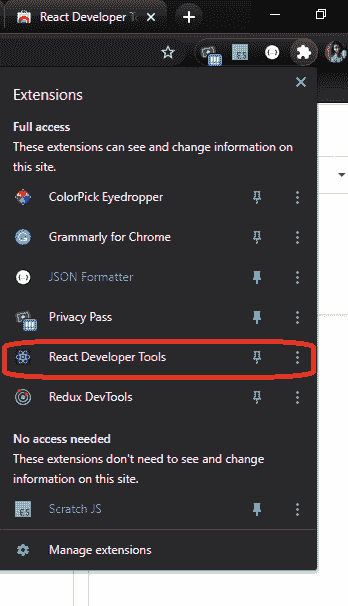 React Developer T
Extensions
Full access
These extensions can see and change information on
this site.
ColorPick Eyedropper
Grammarly for Chrome
JSON Formatter
Privacy Pass
React Developer Tools
Redux DevTools
No access needed
These extensions don't need to see and change
information on this site.
Scratch JS
Manage extensions